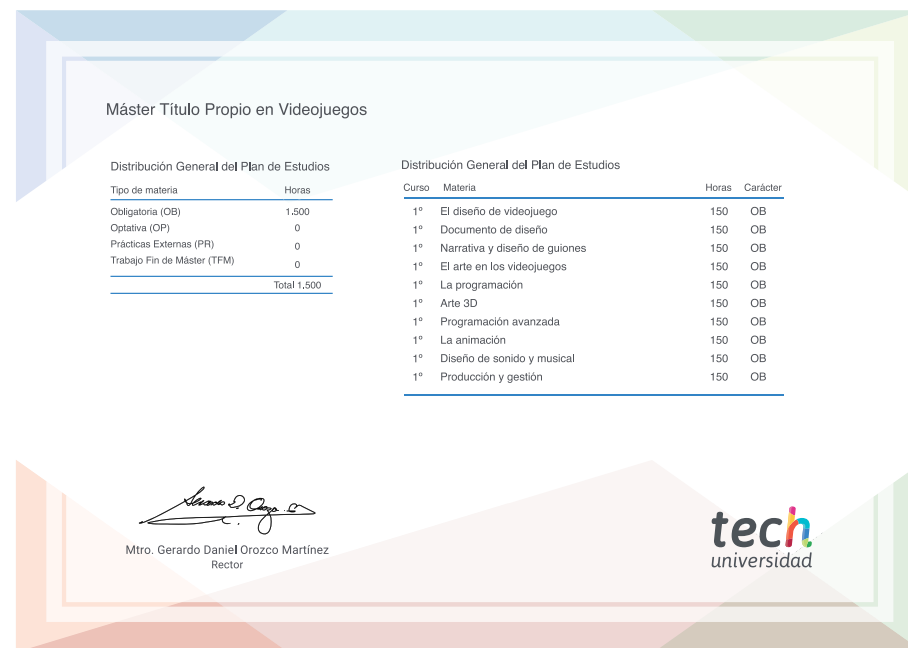 Máster Título Propio en Videojuegos
Distribución General del Plan de Estudios
Tipo de materia Horas
Obligatoria (OB) 1.500
Optativa (OP) 0
Prácticas Externas (PR) 0
Trabajo Fin de Máster (TFM) 0
Total 1.500
Distribución General del Plan de Estudios
Curso Materia Horas Carácter
1º El diseño de videojuego 150 OB
1º Documento de diseño 150 OB
1º Narrativa y diseño de guiones 150 OB
1º El arte en los videojuegos 150 OB
1º La programación 150 OB
1º Arte 3D 150 OB
1º Programación avanzada 150 OB
1º La animación 150 OB
1º Diseño de sonido y musical 150 OB
1º Producción y gestión 150 OB
Mtro. Gerardo Daniel Orozco Martínez
Rector
tech
universidad